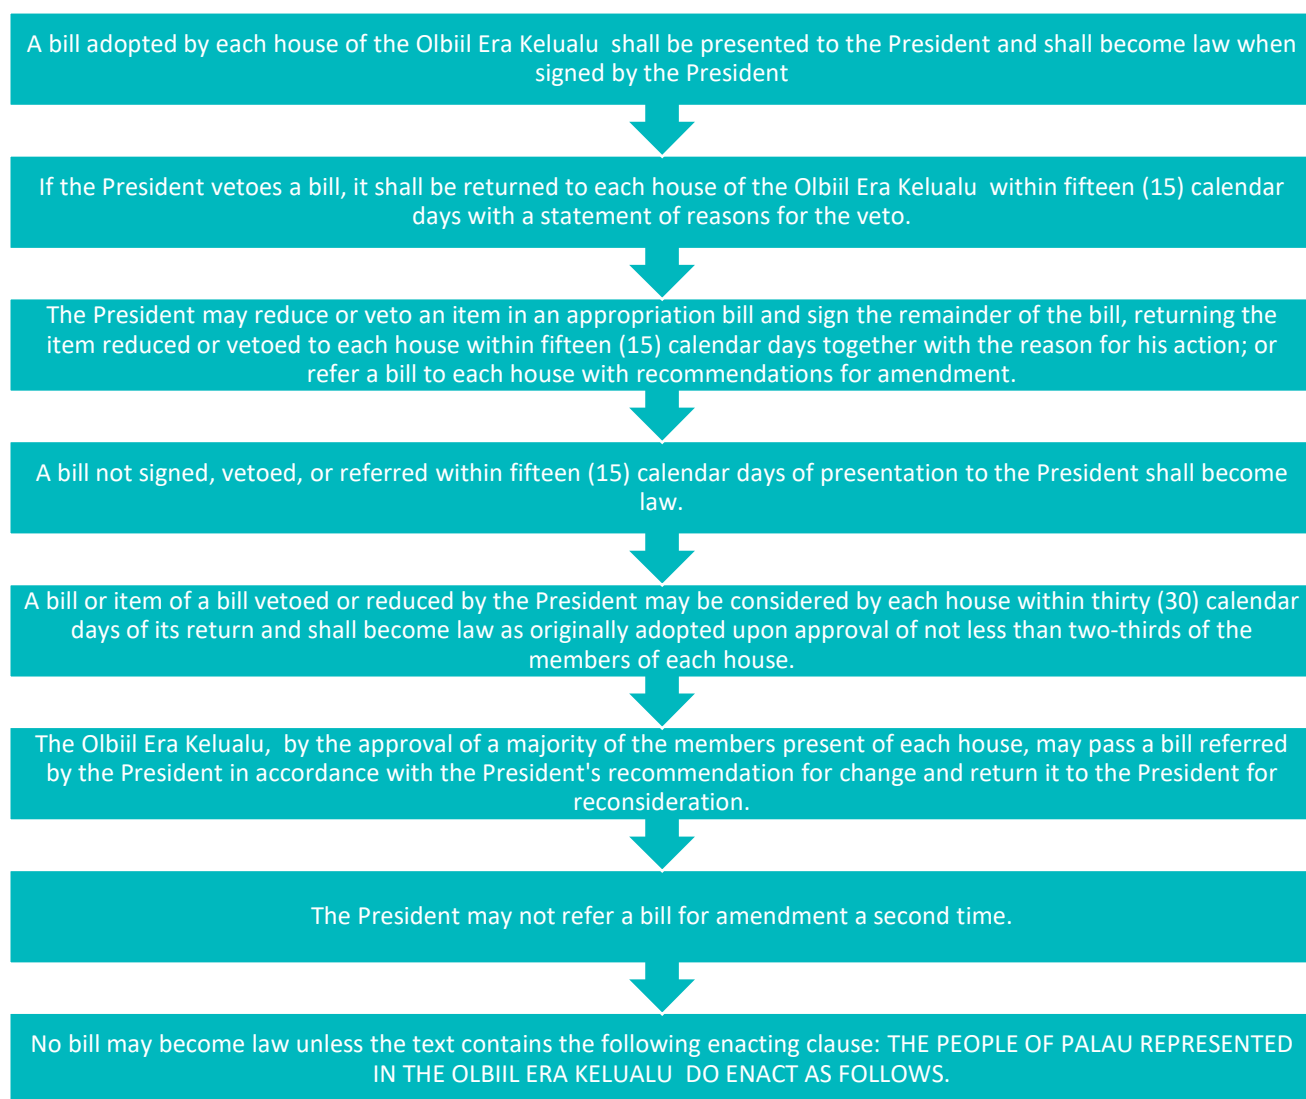 A bill adopted by each house of the Olbiil Era Kelualu  shall be presented to the President and shall become law when
signed by the President
If the President vetoes a bill, it shall be returned to each house of the Olbiil Era Kelualu  within fifteen (15) calendar
days with a statement of reasons for the veto.
The President may reduce or veto an item in an appropriation bill and sign the remainder of the bill, returning the
item reduced or vetoed to each house within fifteen (15) calendar days together with the reason for his action; or
refer a bill to each house with recommendations for amendment.
A bill not signed, vetoed, or referred within fifteen (15) calendar days of presentation to the President shall become
law.
A bill or item of a bill vetoed or reduced by the President may be considered by each house within thirty (30) calendar
days of its return and shall become law as originally adopted upon approval of not less than two-thirds of the
members of each house.
The Olbiil Era Kelualu,  by the approval of a majority of the members present of each house, may pass a bill referred
by the President in accordance with the President's recommendation for change and return it to the President for
reconsideration.
The President may not refer a bill for amendment a second time.
No bill may become law unless the text contains the following enacting clause: THE PEOPLE OF PALAU REPRESENTED
IN THE OLBIIL ERA KELUALU  DO ENACT AS FOLLOWS.